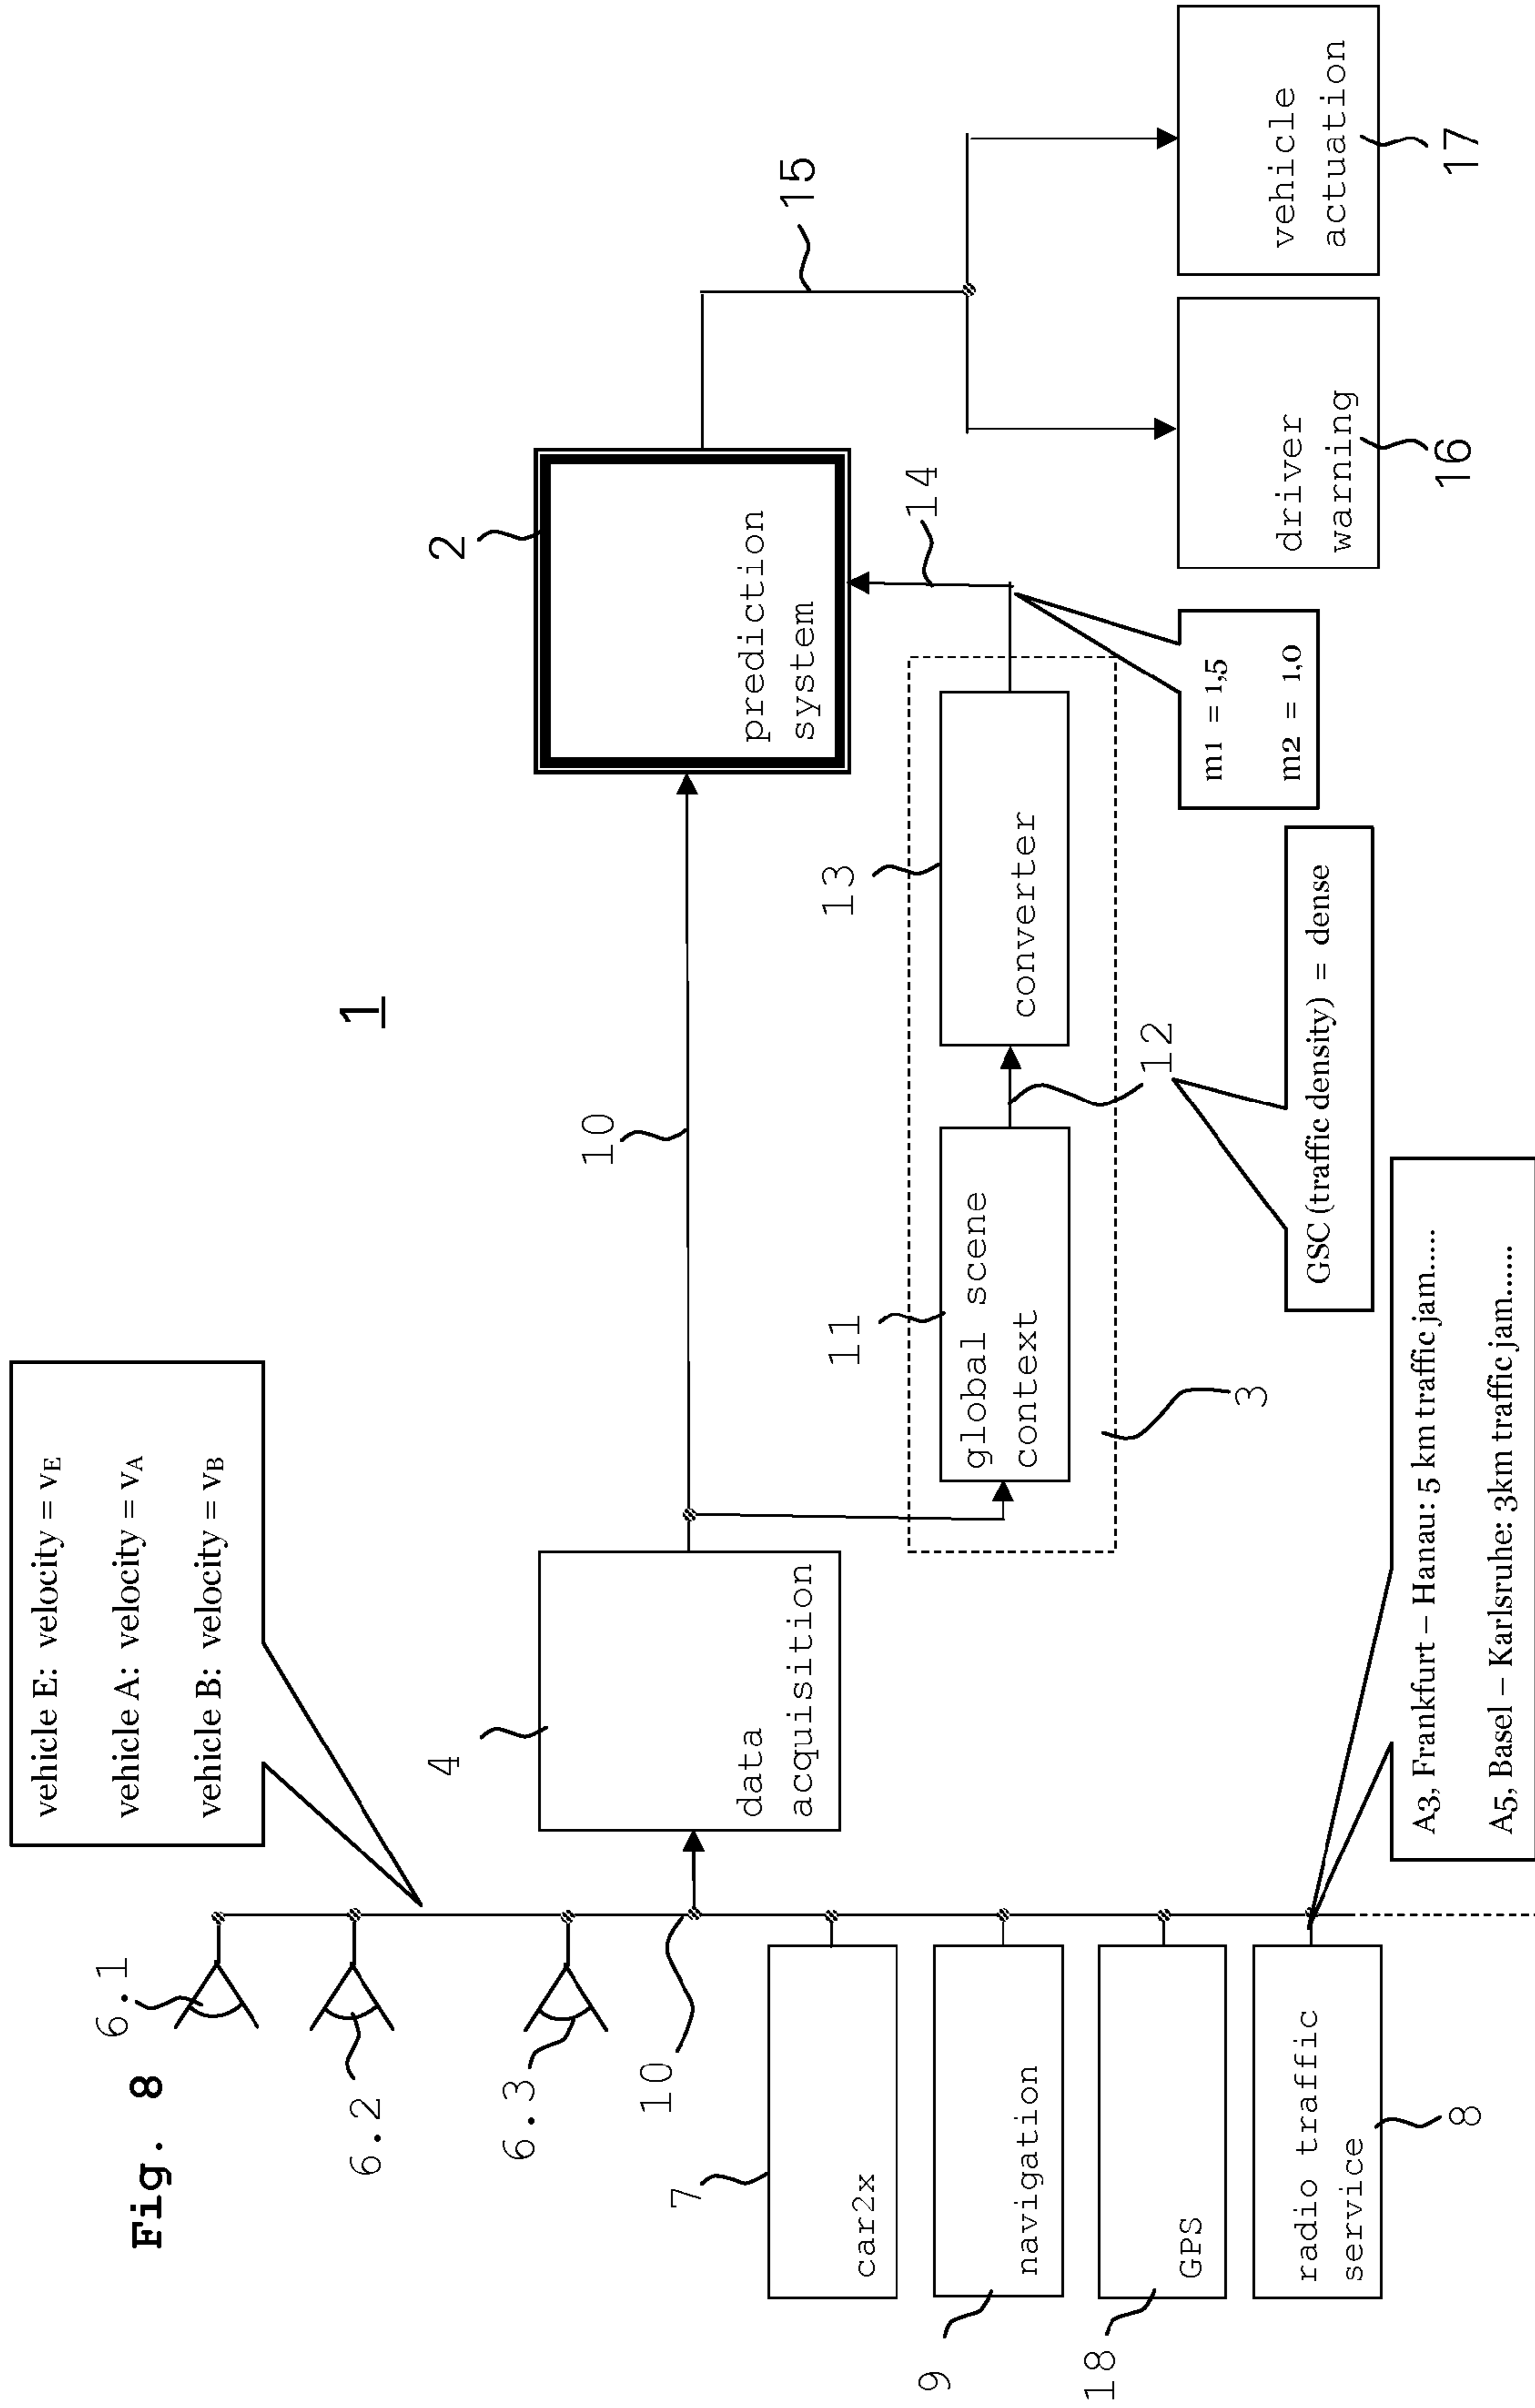 Fig. 8
1
vehicle E: velocity = vE
vehicle A: velocity = vA
vehicle B: velocity = vB
6.1
6.2
6.3
10
4
data
acquisition
10
2
prediction
system
15
7
car2x
9
navigation
18
GPS
radio traffic
service
8
11
global scene
context
3
12
13
converter
14
m1 = 1,5
m2 = 1,0
driver
warning
16
vehicle
actuation
17
GSC (traffic density) = dense
A3, Frankfurt – Hanau: 5 km traffic jam.....
A5, Basel – Karlsruhe: 3km traffic jam......